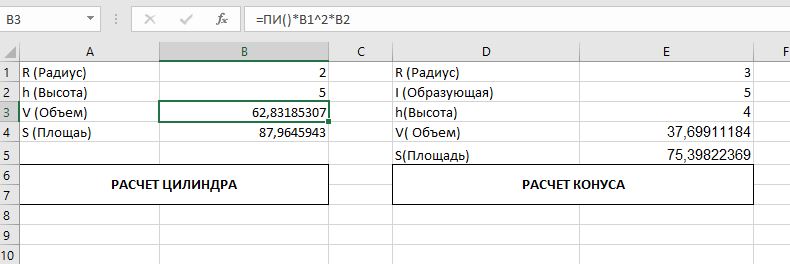 B3 =ПИ()*B1^2*B2
A B C D E F
1 R (Радиус) 2 R (Радиус) 3
2 h (Высота) 5 I (Образующая) 5
3 V (Объем) 62,83185307 h(Высота) 4
4 S (Площаь) 87,9645943 V( Объем) 37,69911184
5 S(Площадь) 75,39822369
6
РАСЧЕТ ЦИЛИНДРА РАСЧЕТ КОНУСА
7
8
9
10